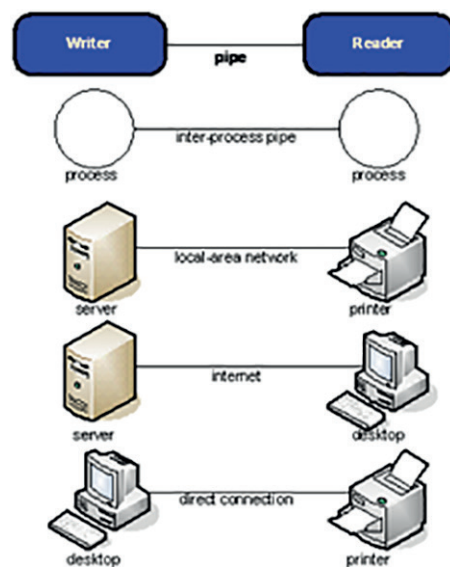 Writer
Reader
pipe
inter-process pipe
process
process
local-area network
server
printer
internet
server
desktop
direct connection
desktop
printer